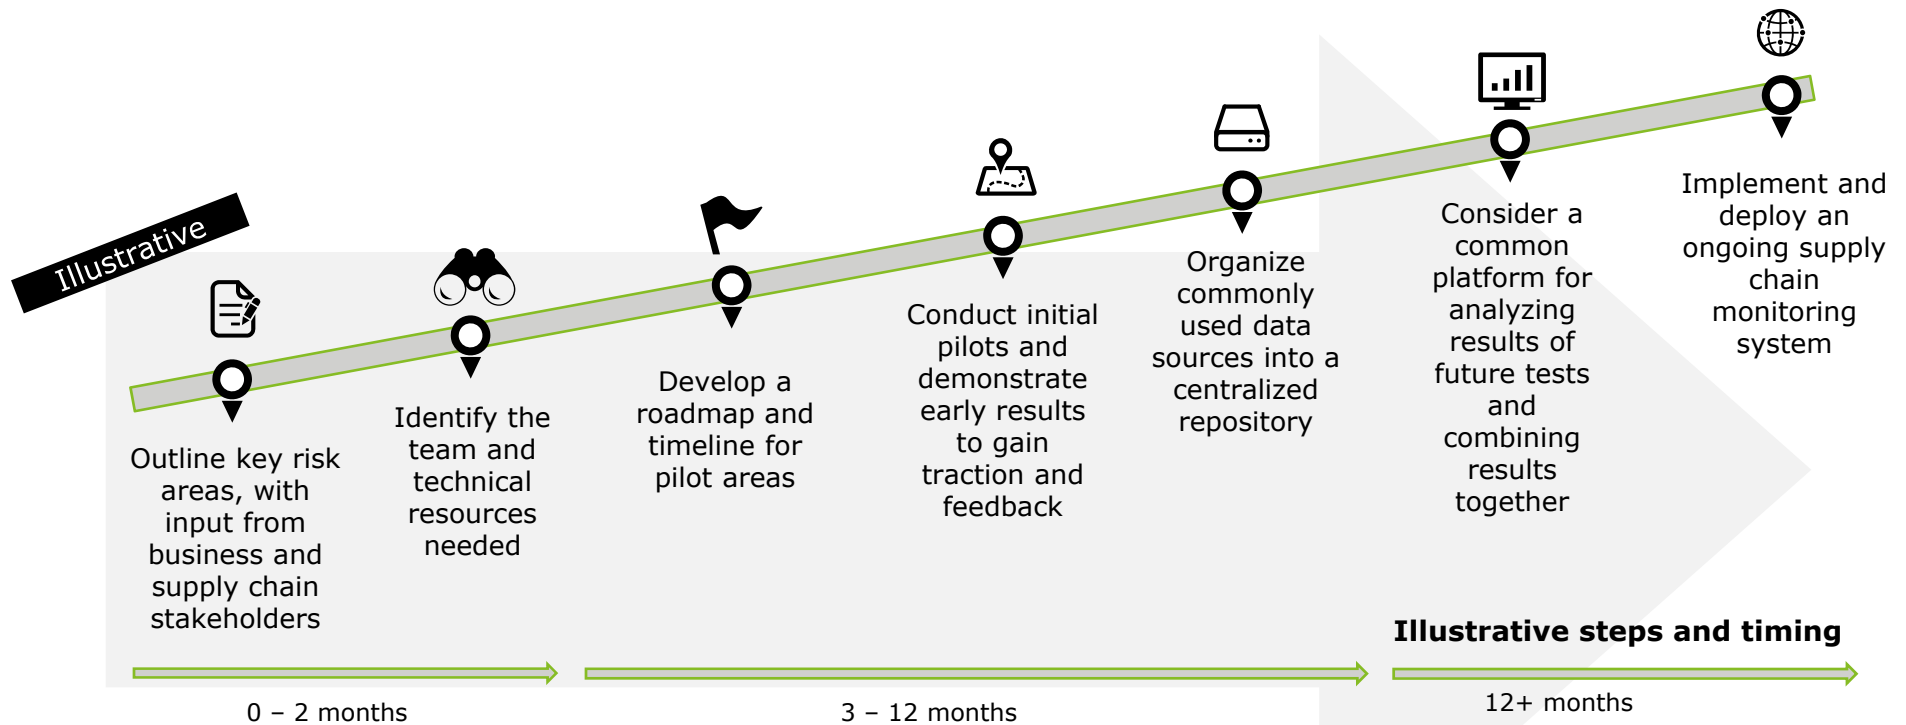 Illustrative
Outline key risk
areas, with
input from
business and
supply chain
stakeholders
Identify the
team and
technical
resources
needed
Develop a
roadmap and
timeline for
pilot areas
Conduct initial
pilots and
demonstrate
early results
to gain
traction and
feedback
Organize
commonly
used data
sources into a
centralized
repository
Consider a
common
platform for
analyzing
results of
future tests
and
combining
results
together
Implement and
deploy an
ongoing supply
chain
monitoring
system
Illustrative steps and timing
0 – 2 months
3 – 12 months
12+ months